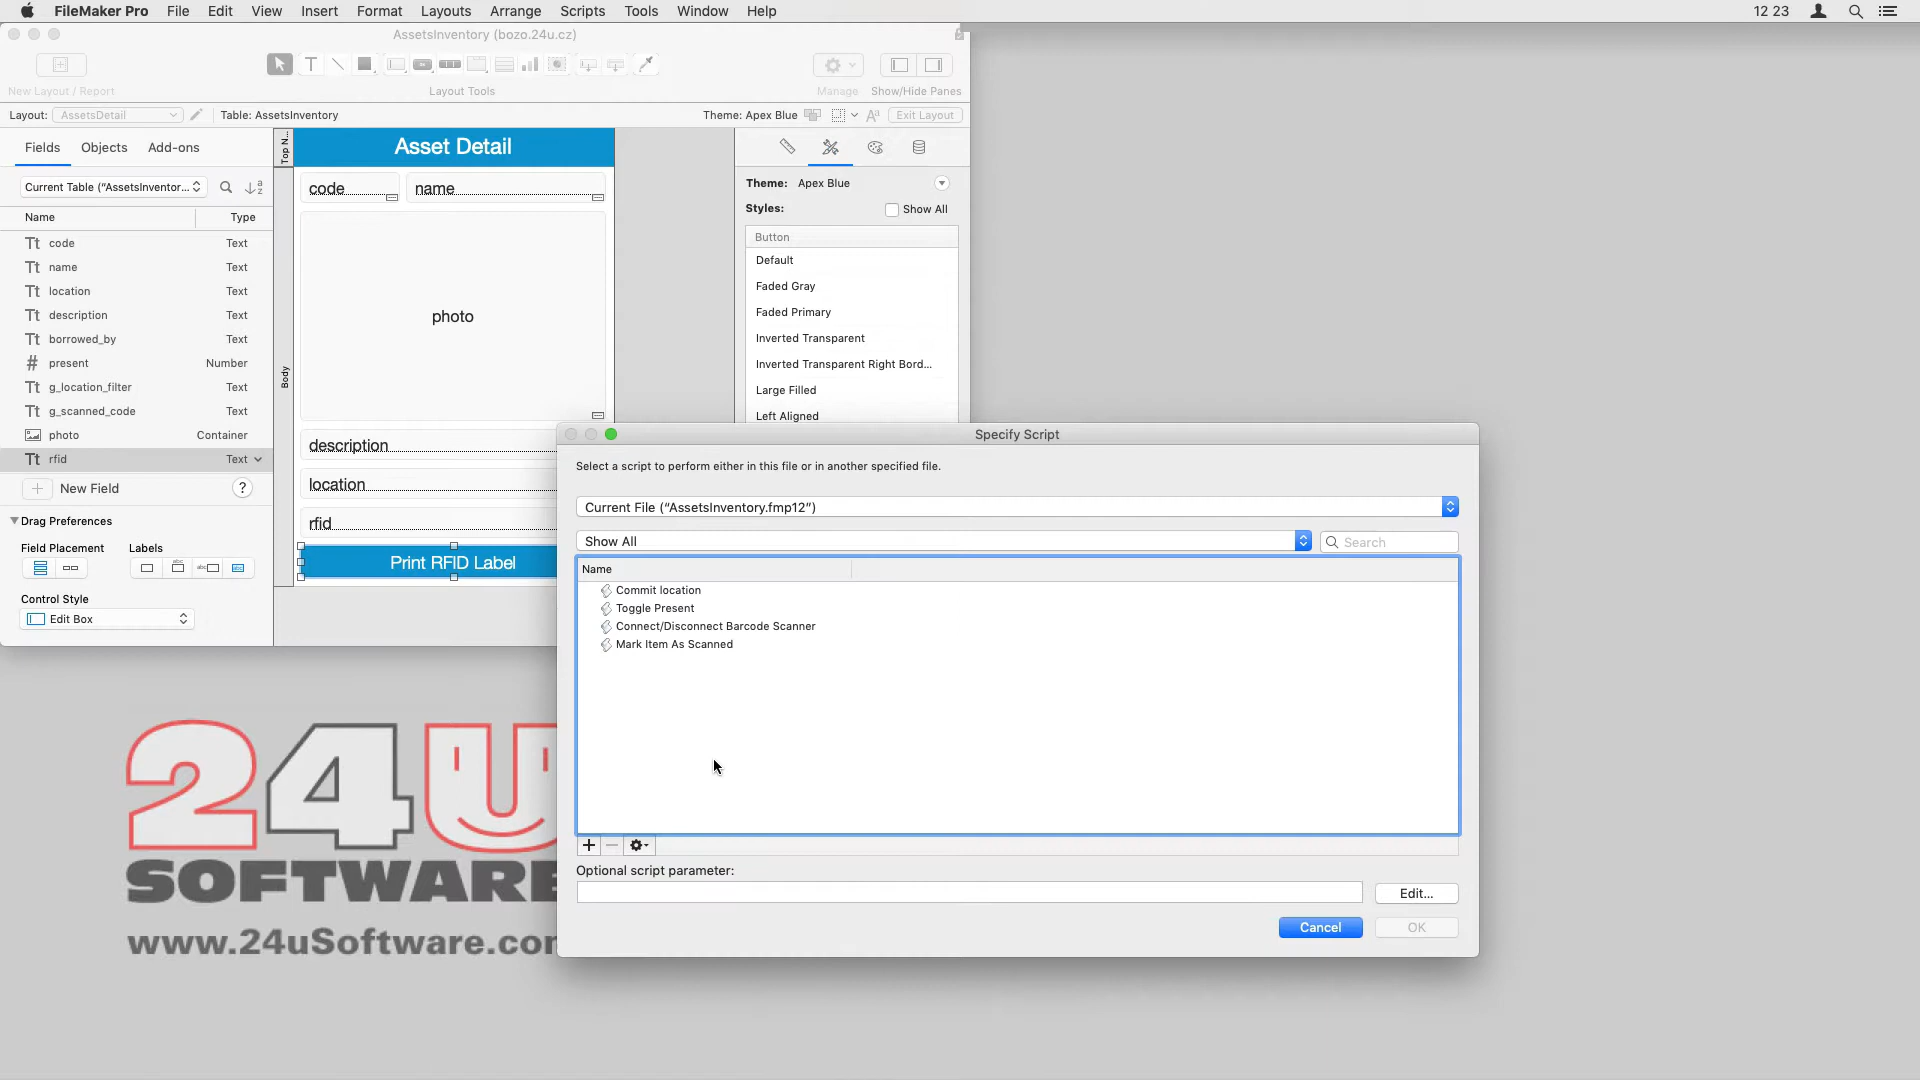 FileMaker Pro File Edit View Insert Format Layouts Arrange Scripts Tools Window Help 12 23
AssetsInventory (bozo.24u.cz)
New Layout / Report Layout Tools Manage Show/Hide Panes
Layout: AssetsDetail Table: AssetsInventory Theme: Apex Blue Aa Exit Layout
Fields Objects Add-ons
Current Table ("AssetsInventor...
Name Type
code Text
name Text
location Text
description Text
borrowed_by Text
present Number
g_location_filter Text
g_scanned_code Text
photo Container
rfid Text
New Field ?
Drag Preferences
Field Placement Labels
Control Style
Edit Box
Top N...
Body
Asset Detail
code name
photo
description
location
rfid
Print RFID Label
Theme: Apex Blue
Styles: Show All
Button
Default
Faded Gray
Faded Primary
Inverted Transparent
Inverted Transparent Right Bord...
Large Filled
Left Aligned
Specify Script
Select a script to perform either in this file or in another specified file.
Current File ("AssetsInventory.fmp12")
Show All Search
Name
Commit location
Toggle Present
Connect/Disconnect Barcode Scanner
Mark Item As Scanned
Optional script parameter:
Edit...
Cancel OK
24U
SOFTWARE
www.24uSoftware.com